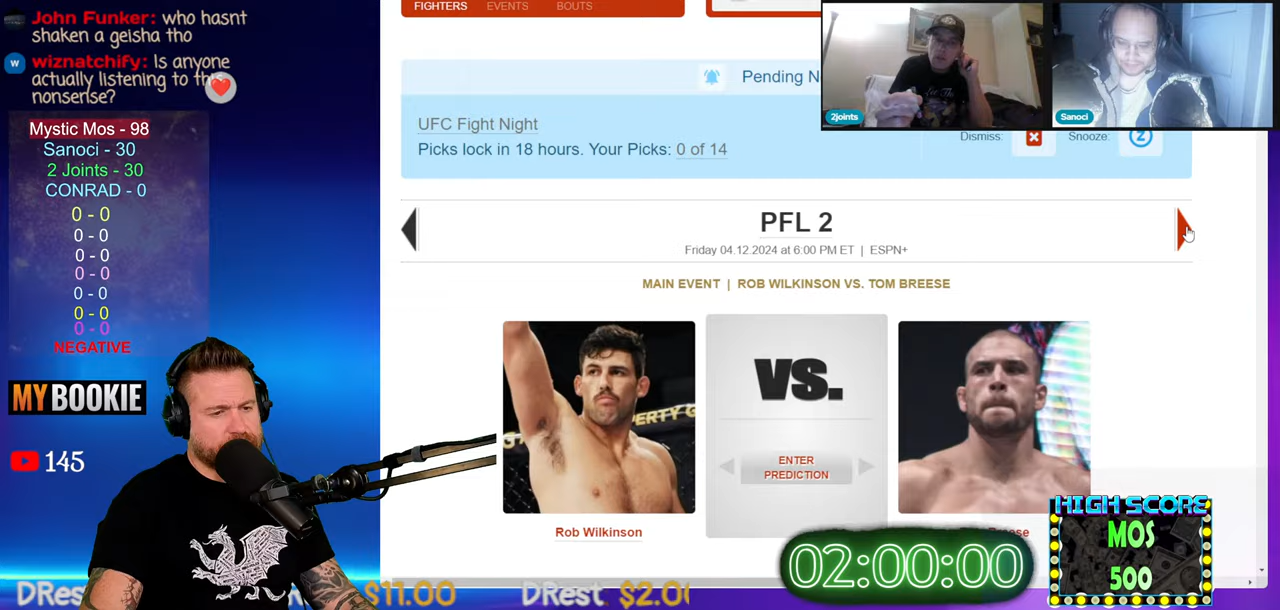 John Funker: who hasnt
shaken a geisha tho
wiznatchify: Is anyone
actually listening to this
nonsense?
Mystic Mos - 98
Sanoci - 30
2 Joints - 30
CONRAD - 0
0 - 0
0 - 0
0 - 0
0 - 0
0 - 0
0 - 0
0 - 0
NEGATIVE
MY BOOKIE
145
FIGHTERS EVENTS BOUTS
Pending N
UFC Fight Night
Picks lock in 18 hours. Your Picks: 0 of 14
Dismiss: Snooze:
2joints
Sanoci
PFL 2
Friday 04.12.2024 at 6:00 PM ET | ESPN+
MAIN EVENT | ROB WILKINSON VS. TOM BREESE
VS.
ENTER
PREDICTION
Rob Wilkinson
HIGH SCORE
MOS
500
02:00:00
DRest $11.00 DRest $2.0